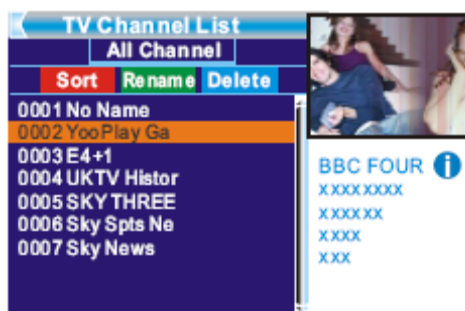 TV Channel List
All Channel
Sort Rename Delete
0001 No Name
0002 YooPlay Ga
0003 E4+1
0004 UKTV Histor
0005 SKY THREE
0006 Sky Spts Ne
0007 Sky News
BBC FOUR i
xxxxxxxx
xxxxxx
xxxx
xxx